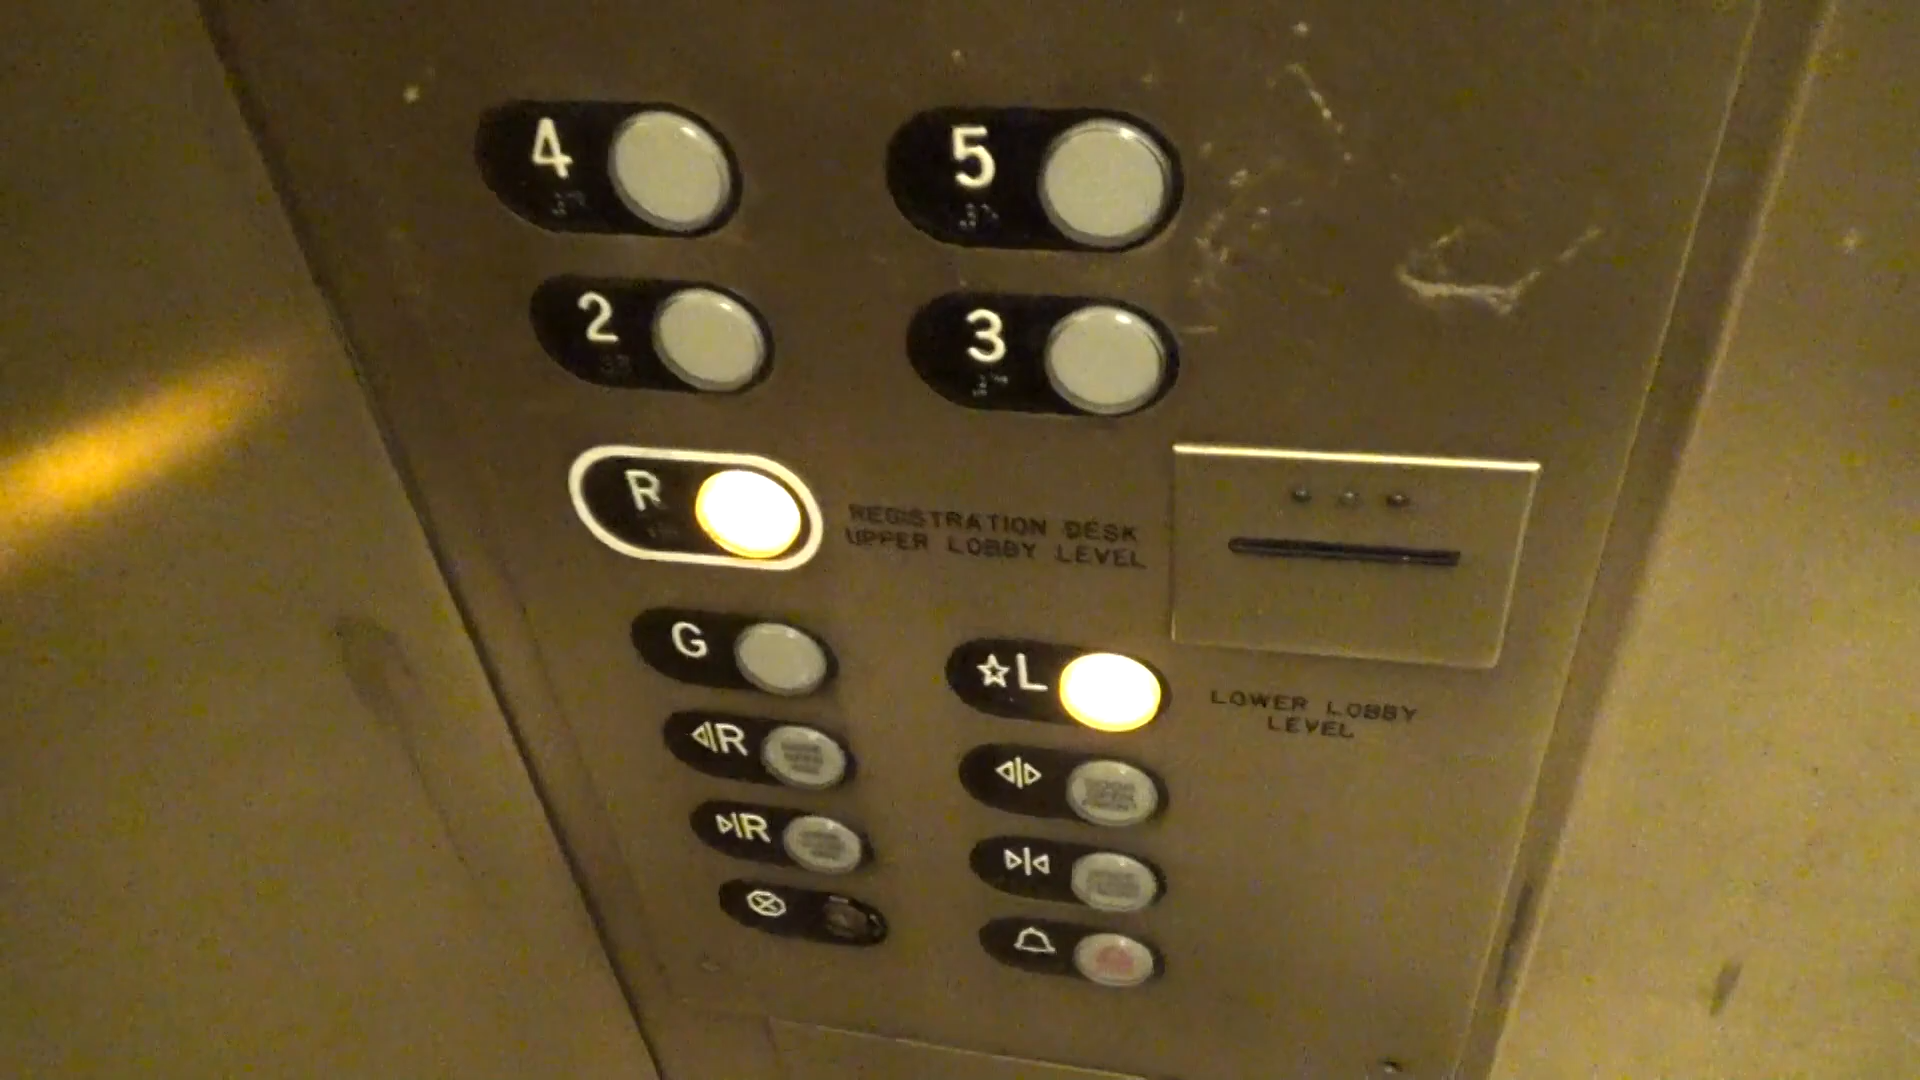 4 5
2 3
R
REGISTRATION DESK
UPPER LOBBY LEVEL
G ☆L
LOWER LOBBY
LEVEL
R
R